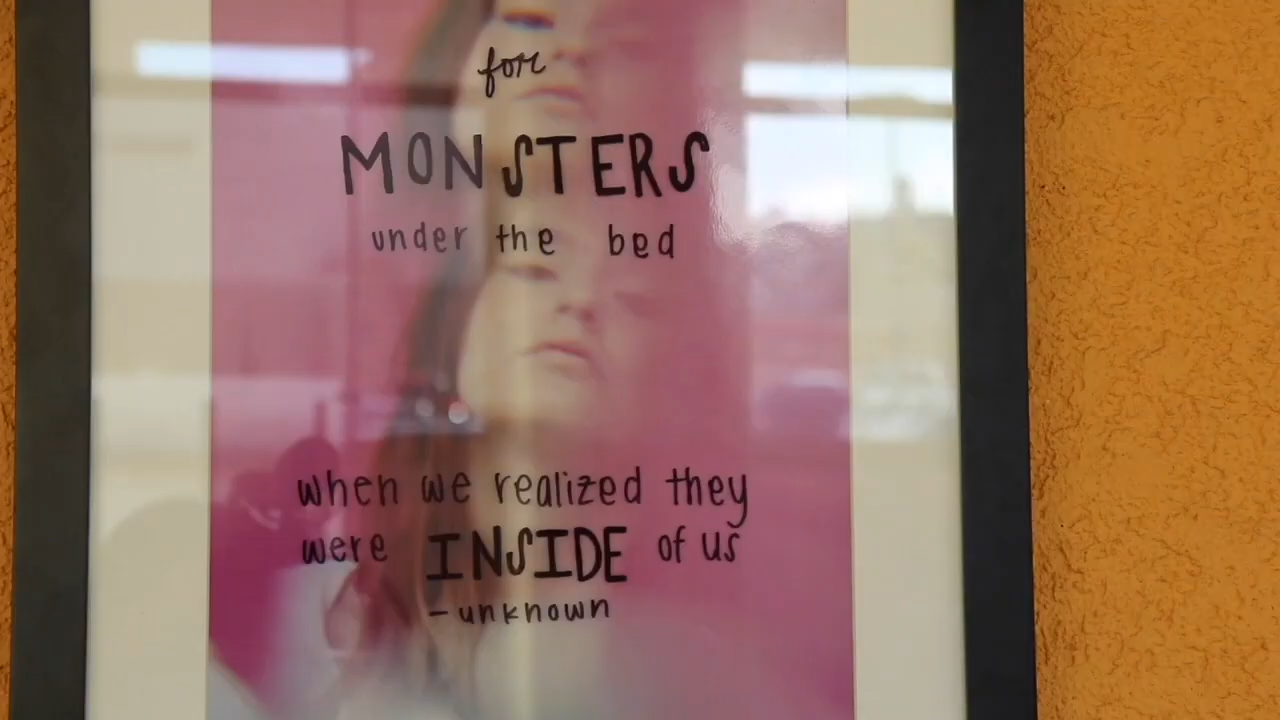 for
MONSTERS
under the bed
when we realized they
were INSIDE of us
-unknown